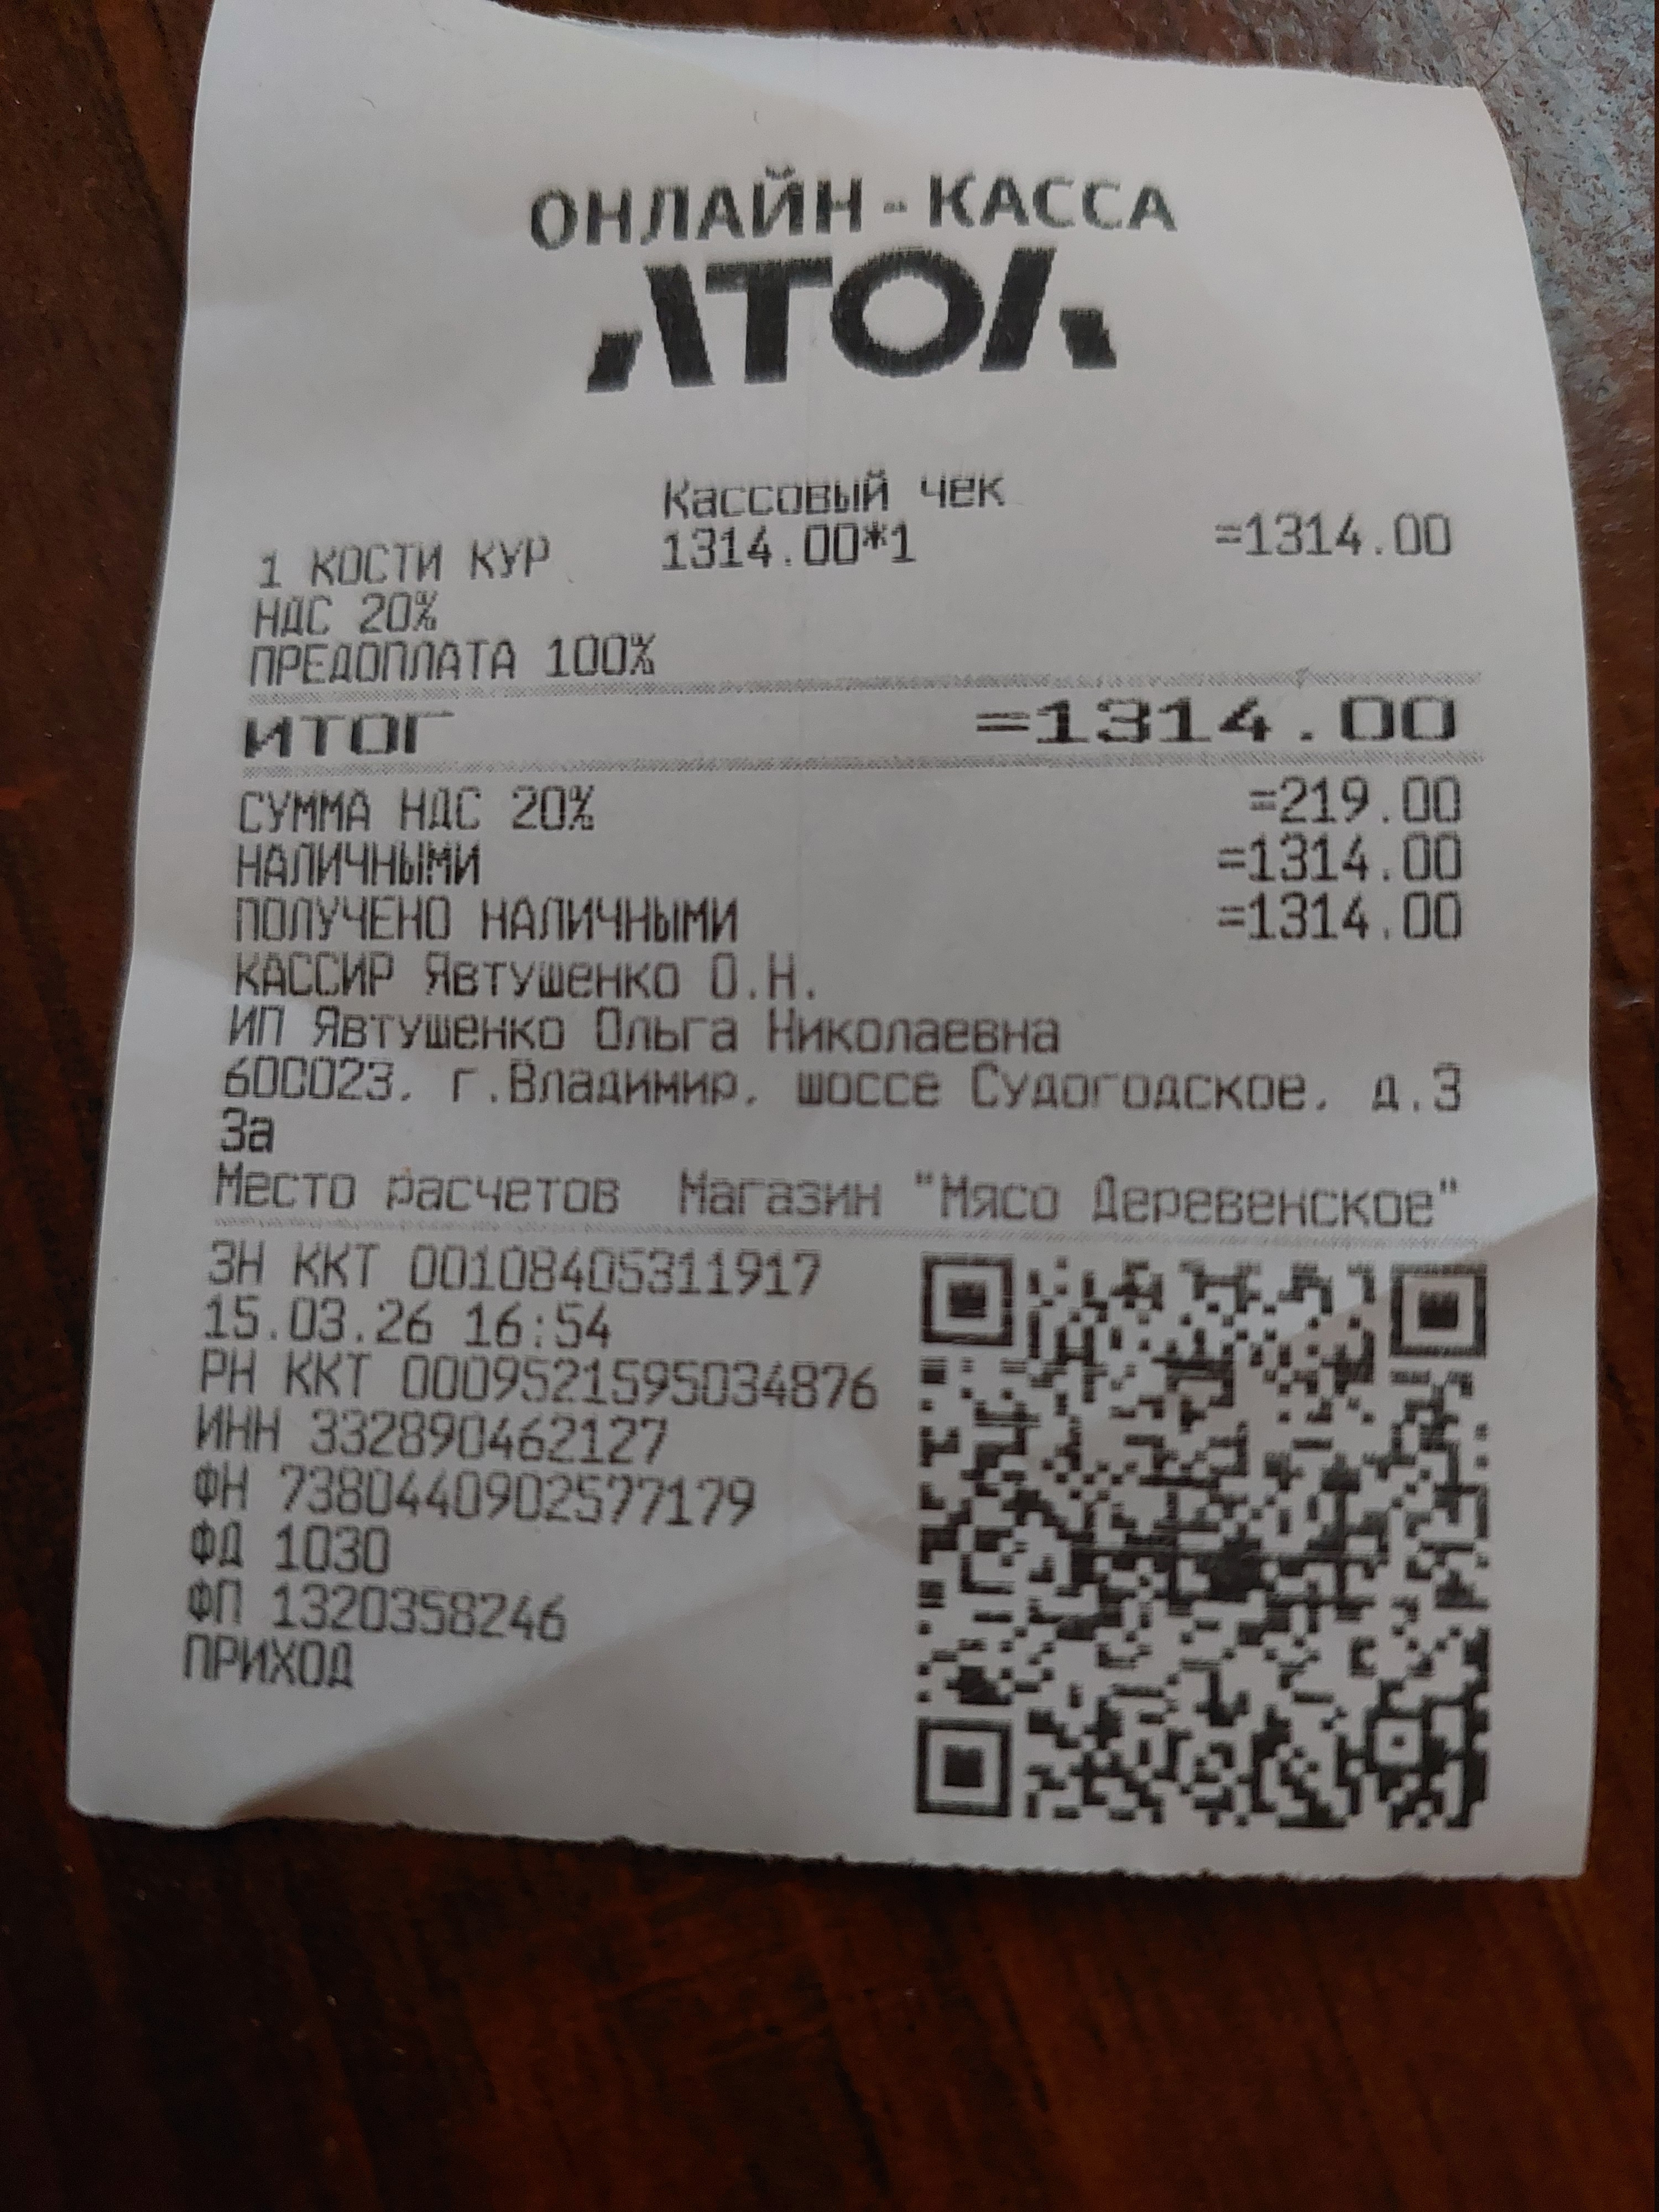 ОНЛАЙН-КАССА
АТОЛ
Кассовый чек
1 КОСТИ КУР 1314.00*1 =1314.00
НДС 20%
ПРЕДОПЛАТА 100%
ИТОГ =1314.00
СУММА НДС 20% =219.00
НАЛИЧНЫМИ =1314.00
ПОЛУЧЕНО НАЛИЧНЫМИ =1314.00
КАССИР Явтушенко О.Н.
ИП Явтушенко Ольга Николаевна
600023, г.Владимир, шоссе Судогодское, д.3
3а
Место расчетов Магазин "Мясо Деревенское"
ЗН ККТ 00108405311917
15.03.26 16:54
РН ККТ 0009521595034876
ИНН 332890462127
ФН 7380440902577179
ФД 1030
ФП 1320358246
ПРИХОД